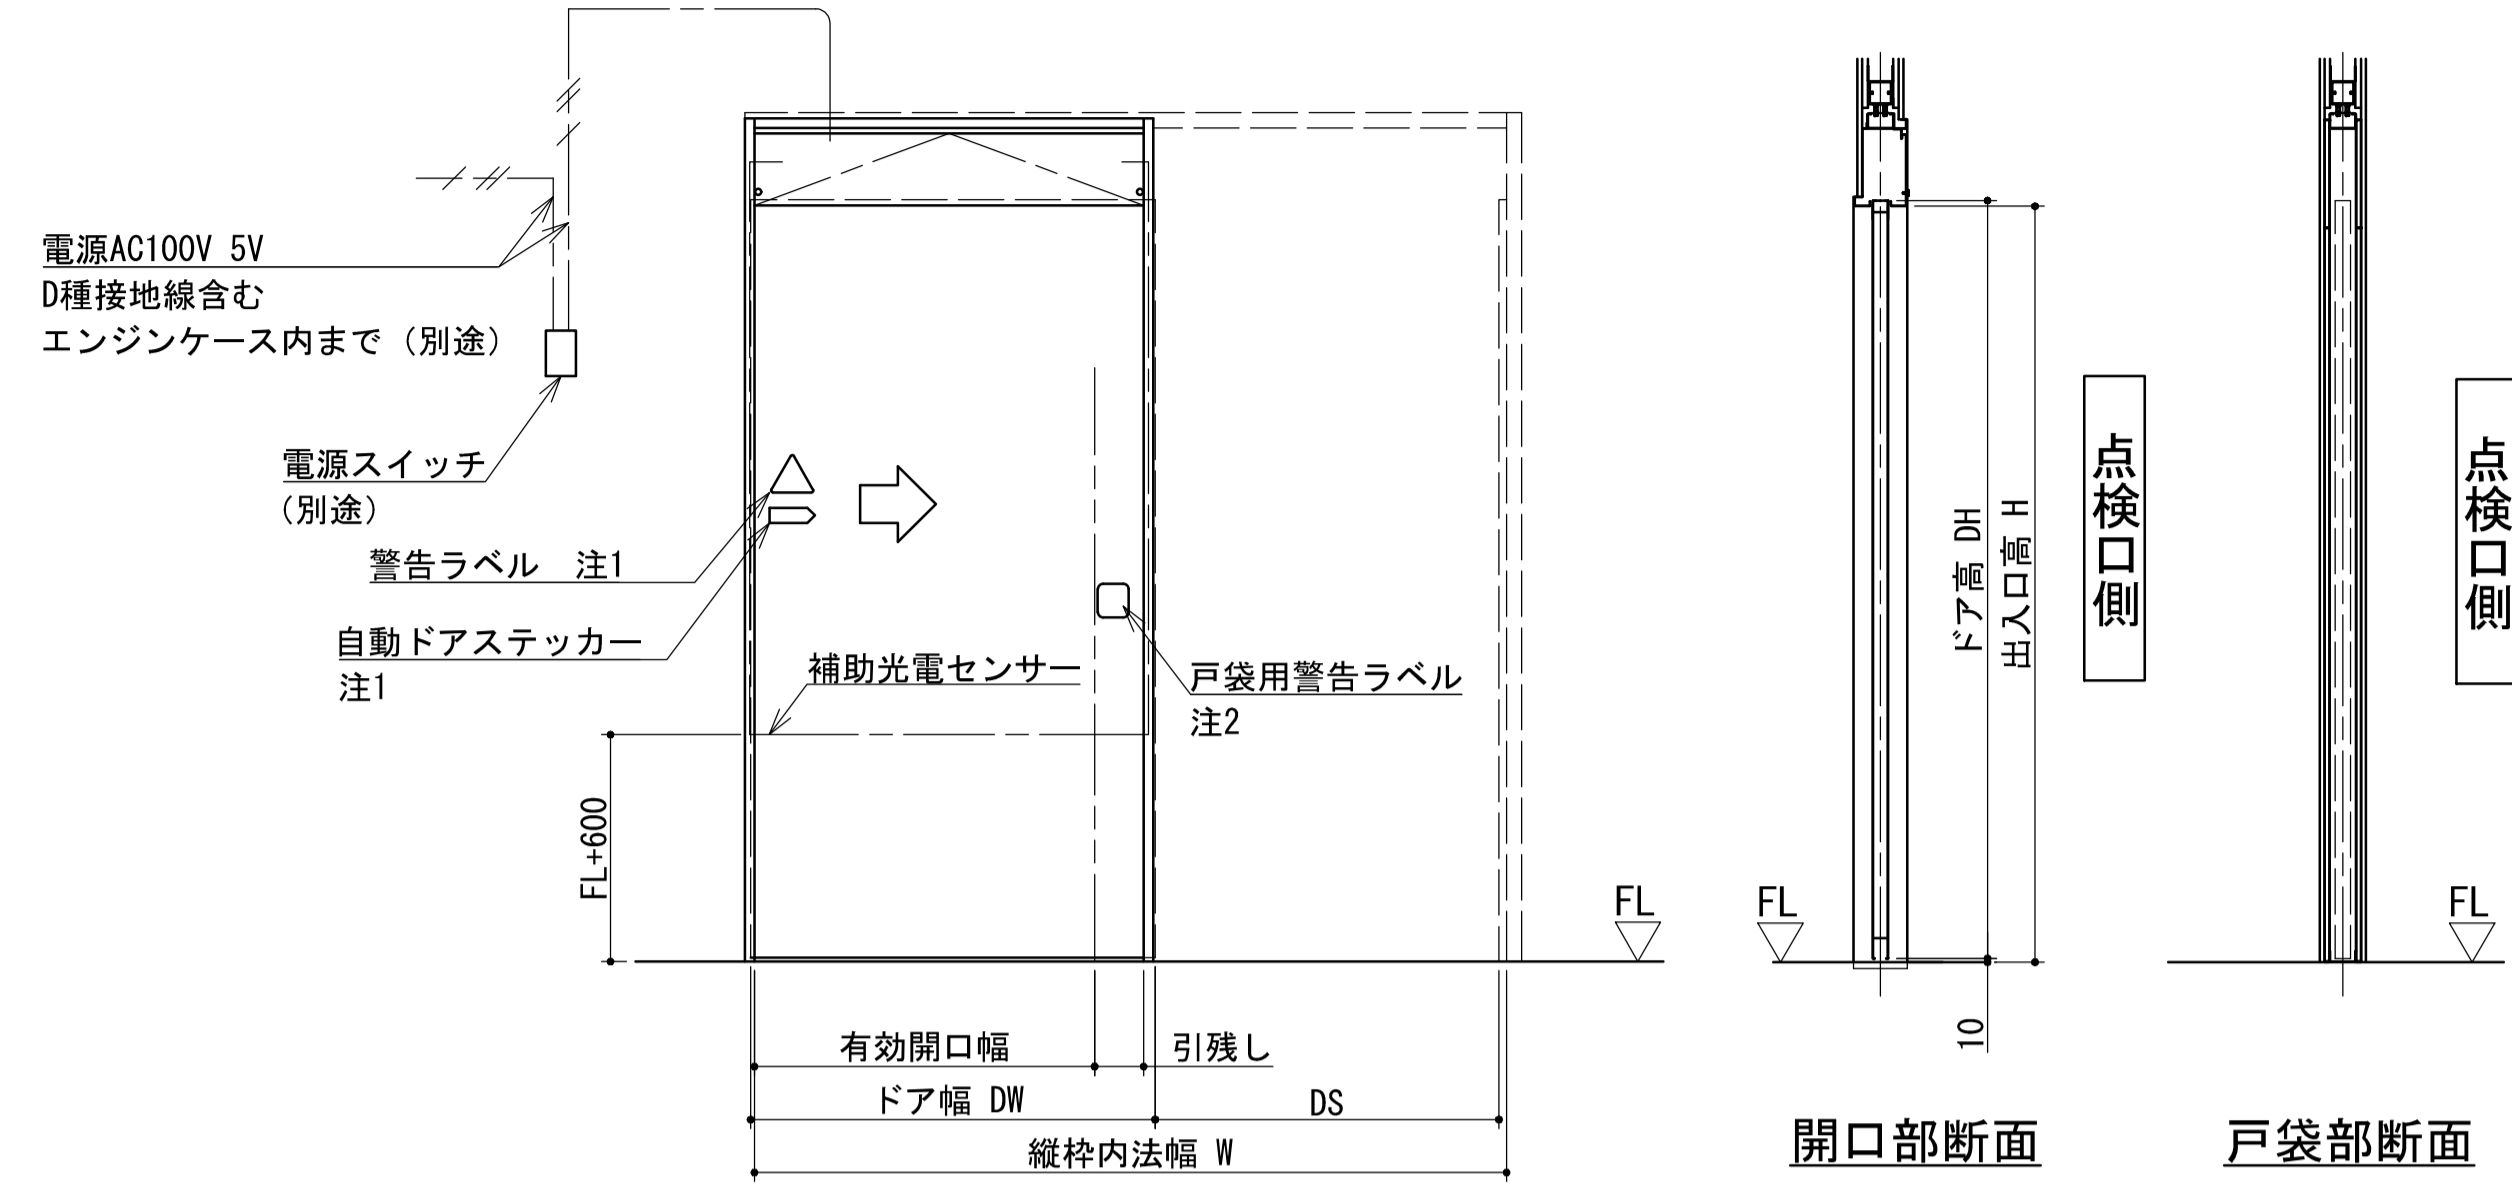 電源AC100V 5V
D種接地線含む
エンジンケース内まで（別途）
電源スイッチ
（別途）
警告ラベル　注1
自動ドアステッカー
注1
補助光電センサー
戸袋用警告ラベル
注2
FL+600
FL
有効開口幅
引残し
ドア幅 DW
DS
縦枠内法幅 W
FL
ドア高 DH
出入口高 H
10
点検口側
開口部断面
点検口側
FL
戸袋部断面